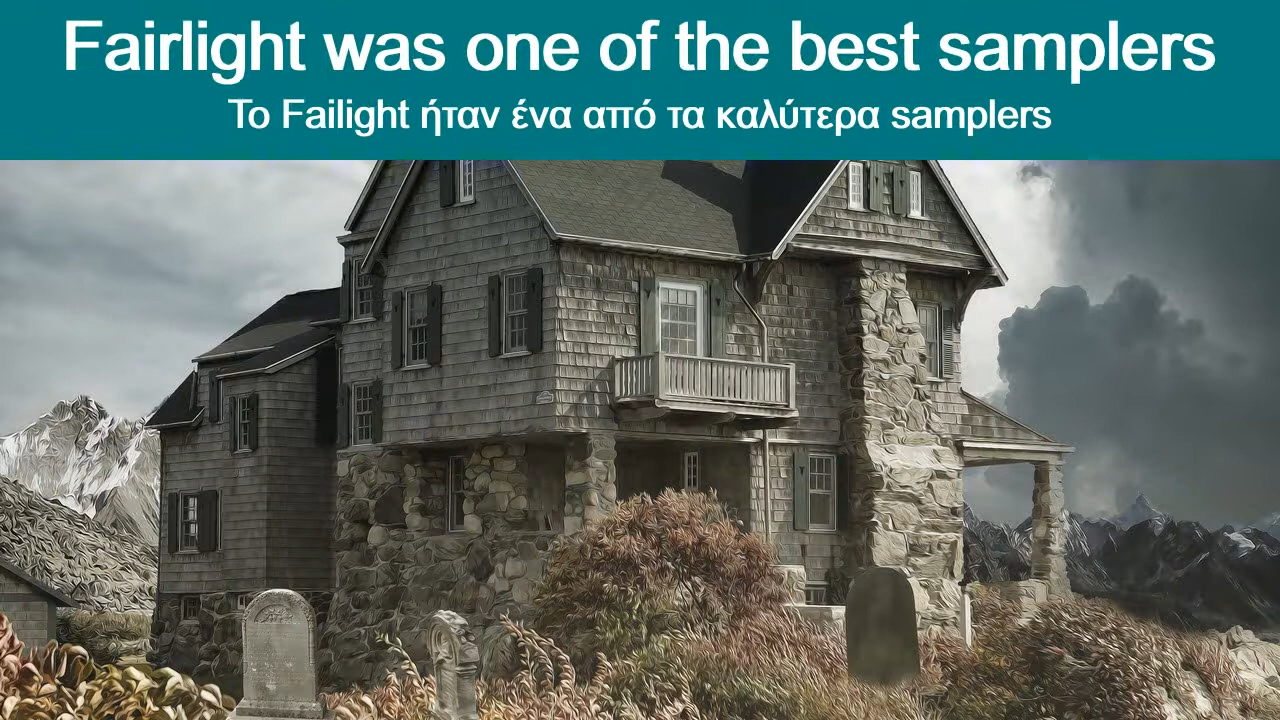 Fairlight was one of the best samplers
Το Failight ήταν ένα από τα καλύτερα samplers